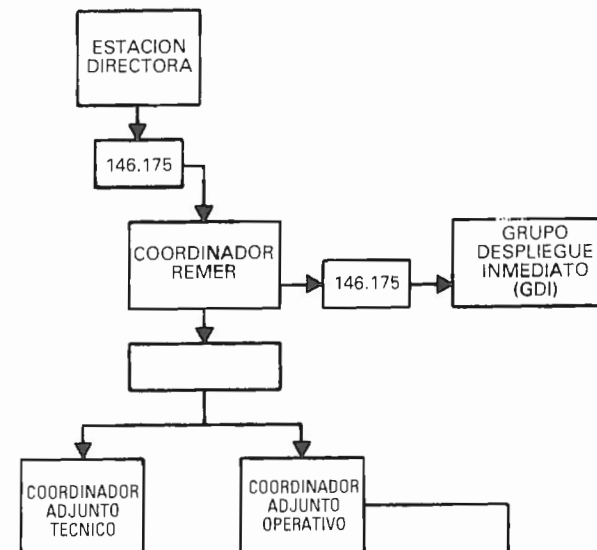 ESTACION
DIRECTORA
146.175
COORDINADOR
REMER
146.175
GRUPO
DESPLIEGUE
INMEDIATO
(GDI)
COORDINADOR
ADJUNTO
TECNICO
COORDINADOR
ADJUNTO
OPERATIVO